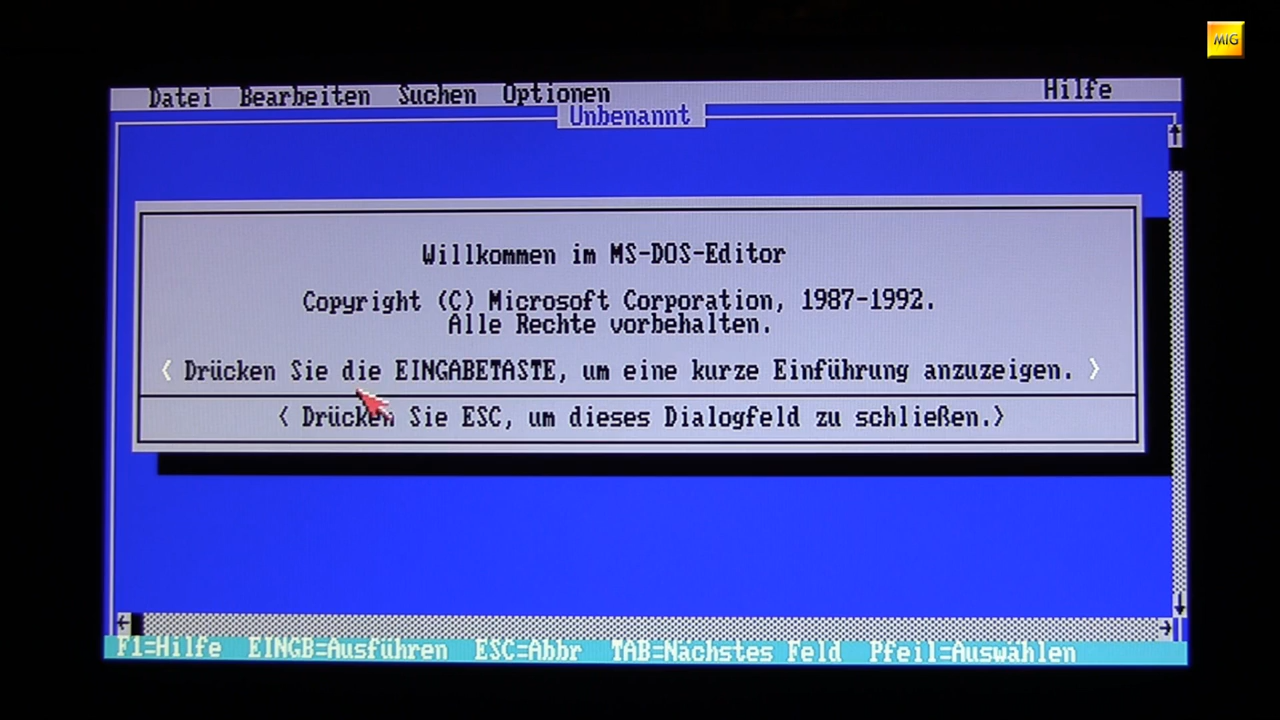 MIG
Datei Bearbeiten Suchen Optionen Hilfe
Unbenannt
Willkommen im MS-DOS-Editor
Copyright (C) Microsoft Corporation, 1987-1992.
Alle Rechte vorbehalten.
< Drücken Sie die EINGABETASTE, um eine kurze Einführung anzuzeigen. >
< Drücken Sie ESC, um dieses Dialogfeld zu schließen.>
F1=Hilfe EINGB=Ausführen ESC=Abbr TAB=Nächstes Feld Pfeil=Auswählen